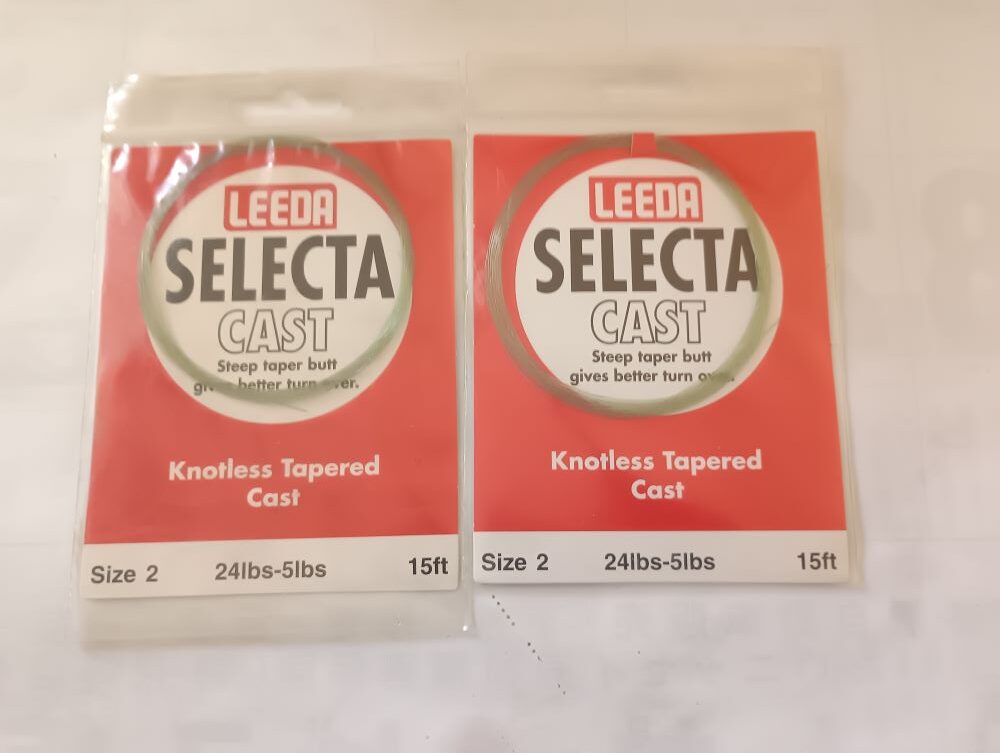 LEEDA
SELECTA
CAST
Steep taper butt
better turn
Knotless Tapered
Cast
Size 2 24lbs-5lbs 15ft
LEEDA
SELECTA
CAST
Steep taper butt
gives better turn
Knotless Tapered
Cast
Size 2 24lbs-5lbs 15ft